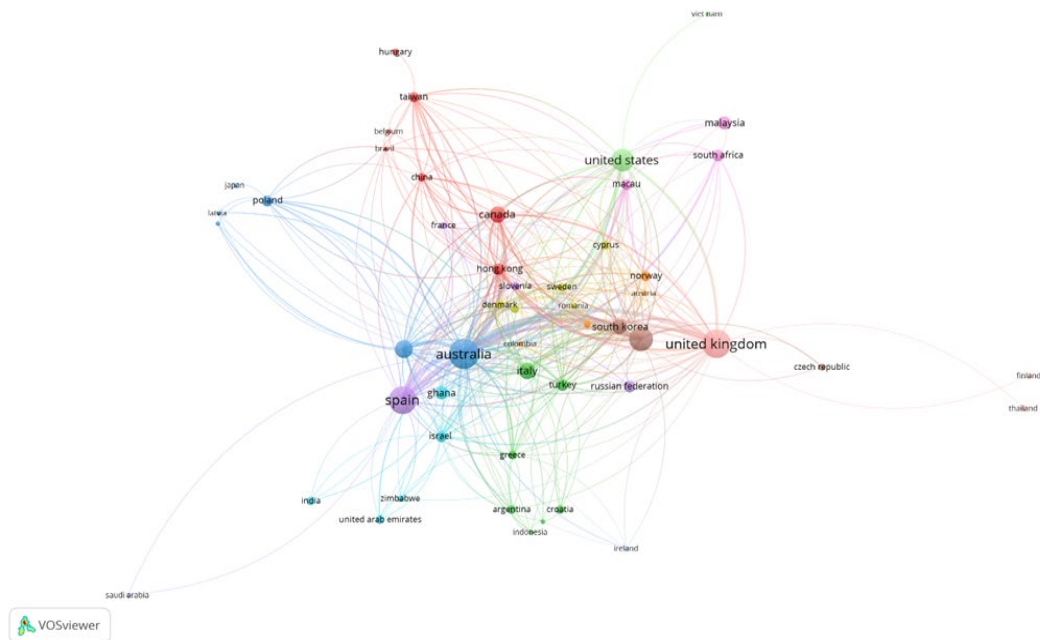 viet nam
hungary
taiwan
malaysia
belgium
brazil
united states
south africa
china
macau
japan
poland
latvia
canada
france
cyprus
hong kong
norway
slovenia
sweden
austria
denmark
romania
south korea
colombia
united kingdom
australia
czech republic
italy
finland
turkey
russian federation
ghana
spain
thailand
israel
greece
india
zimbabwe
argentina
croatia
united arab emirates
indonesia
ireland
saudi arabia
VOSviewer